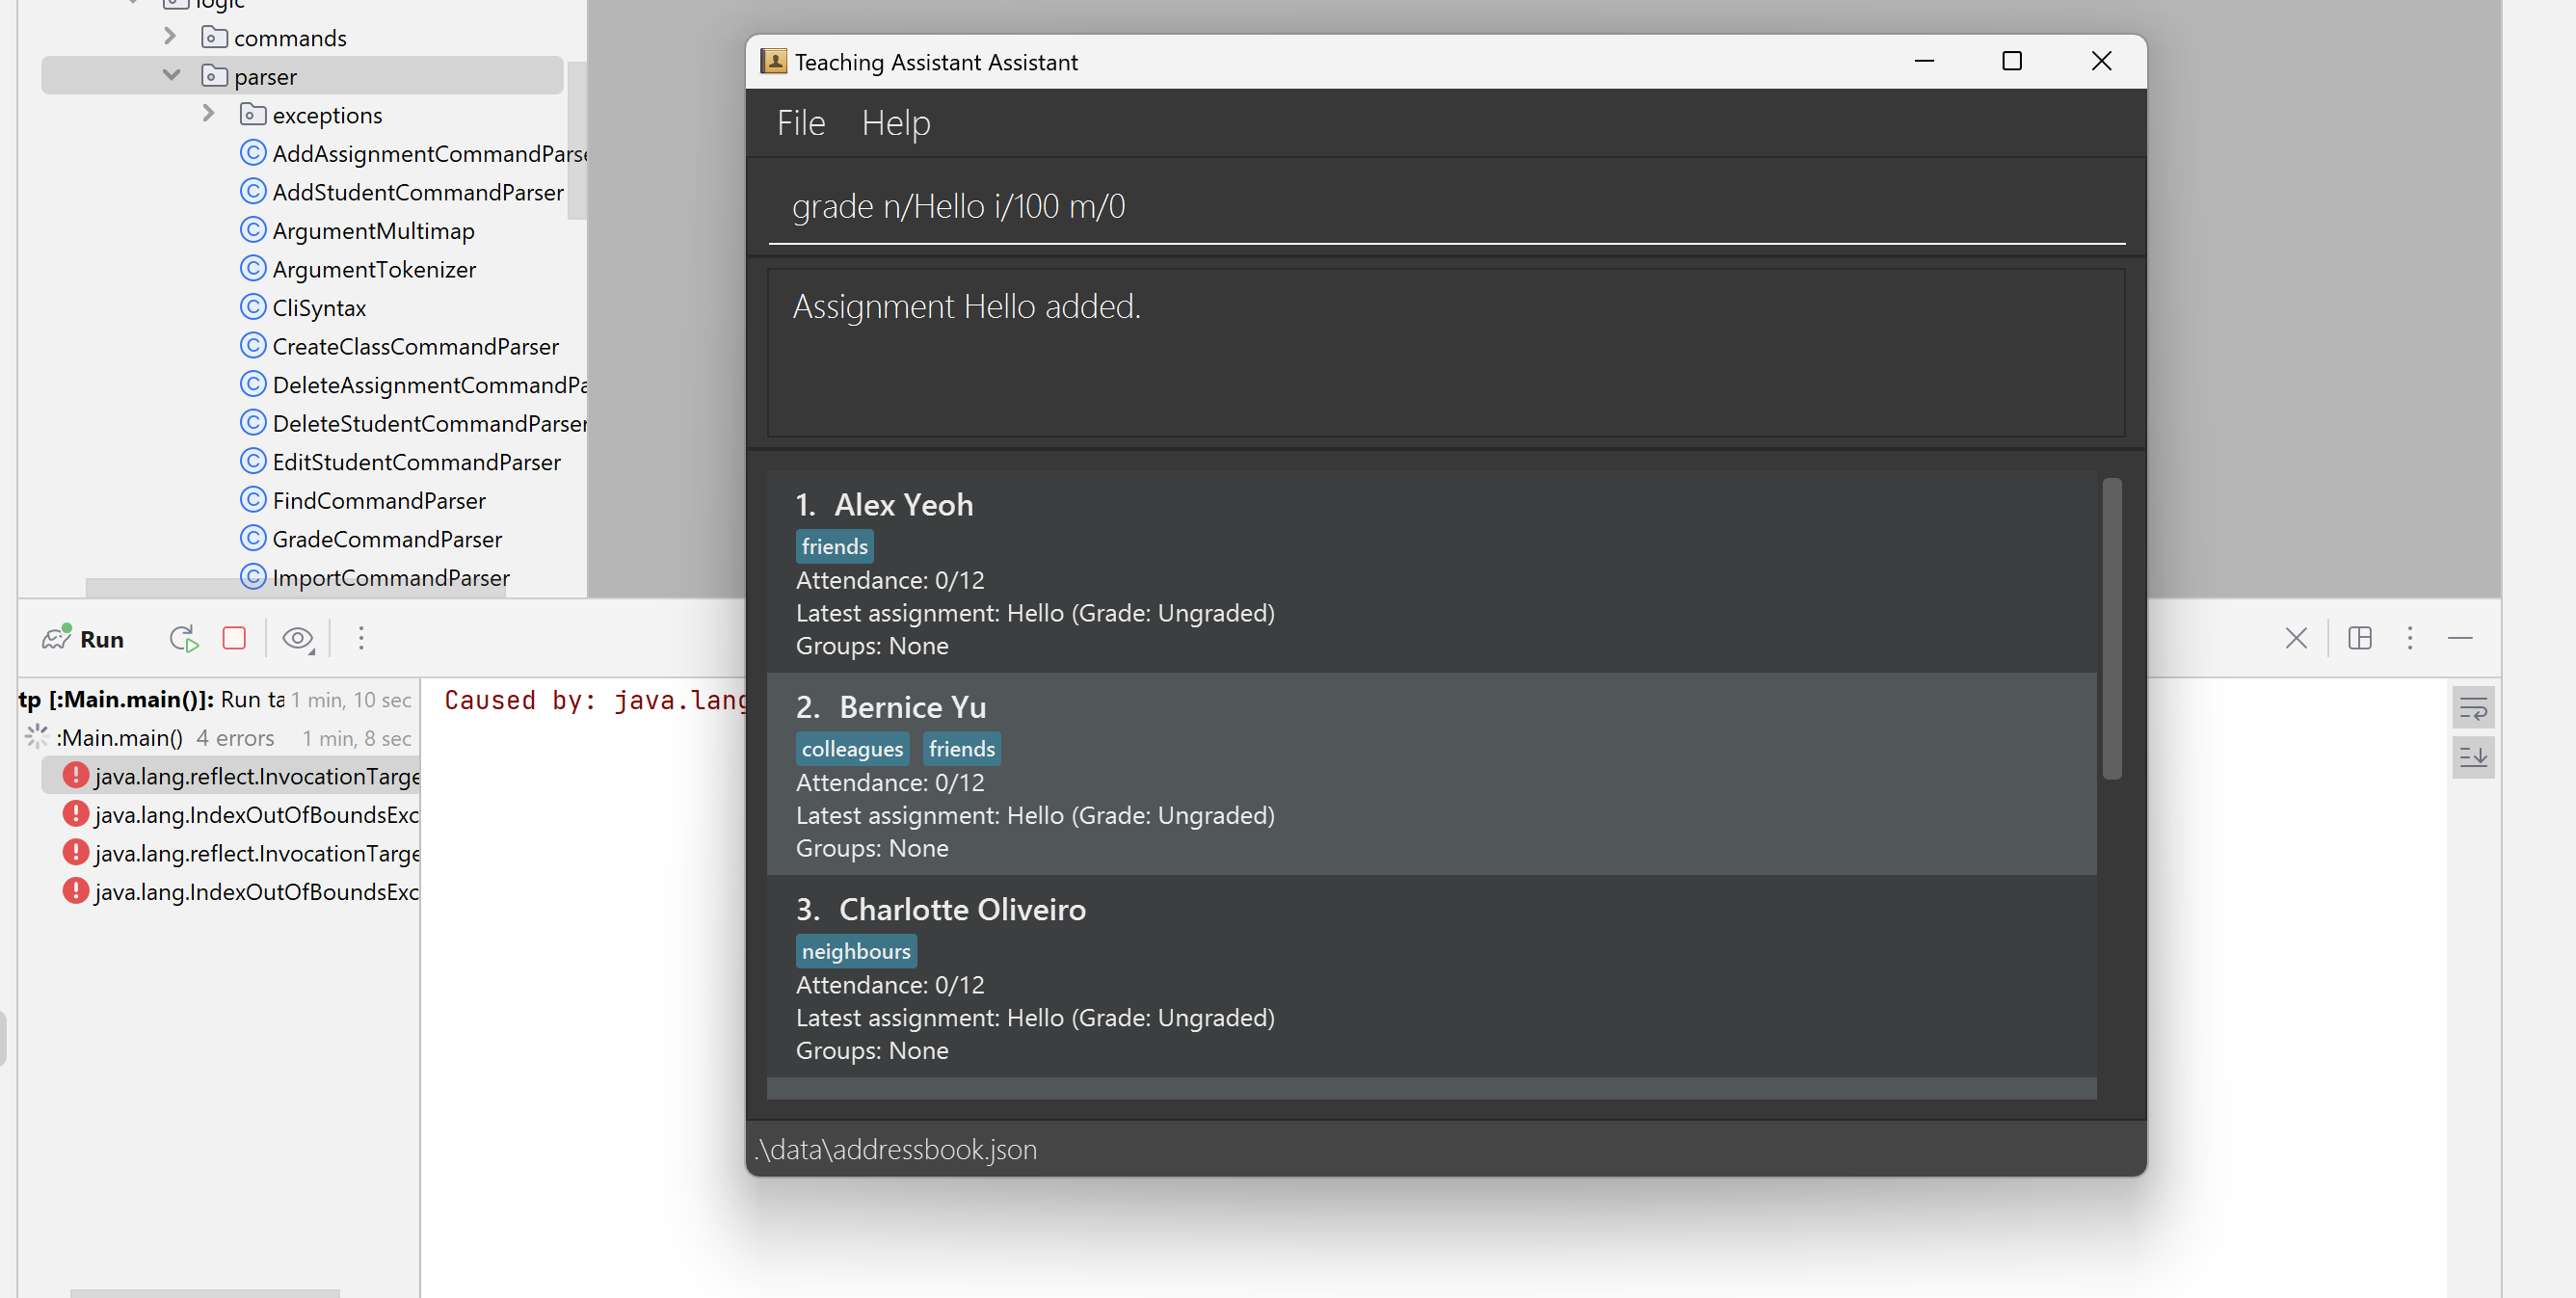 logic
commands
parser
exceptions
AddAssignmentCommandParse
AddStudentCommandParser
ArgumentMultimap
ArgumentTokenizer
CliSyntax
CreateClassCommandParser
DeleteAssignmentCommandPa
DeleteStudentCommandParser
EditStudentCommandParser
FindCommandParser
GradeCommandParser
ImportCommandParser
Teaching Assistant Assistant
File Help
grade n/Hello i/100 m/0
Assignment Hello added.
1. Alex Yeoh
friends
Attendance: 0/12
Latest assignment: Hello (Grade: Ungraded)
Groups: None
2. Bernice Yu
colleagues friends
Attendance: 0/12
Latest assignment: Hello (Grade: Ungraded)
Groups: None
3. Charlotte Oliveiro
neighbours
Attendance: 0/12
Latest assignment: Hello (Grade: Ungraded)
Groups: None
.\data\addressbook.json
Run
tp [:Main.main()]: Run ta 1 min, 10 sec
:Main.main() 4 errors 1 min, 8 sec
java.lang.reflect.InvocationTarge
java.lang.IndexOutOfBoundsExc
java.lang.reflect.InvocationTarge
java.lang.IndexOutOfBoundsExc
Caused by: java.lang